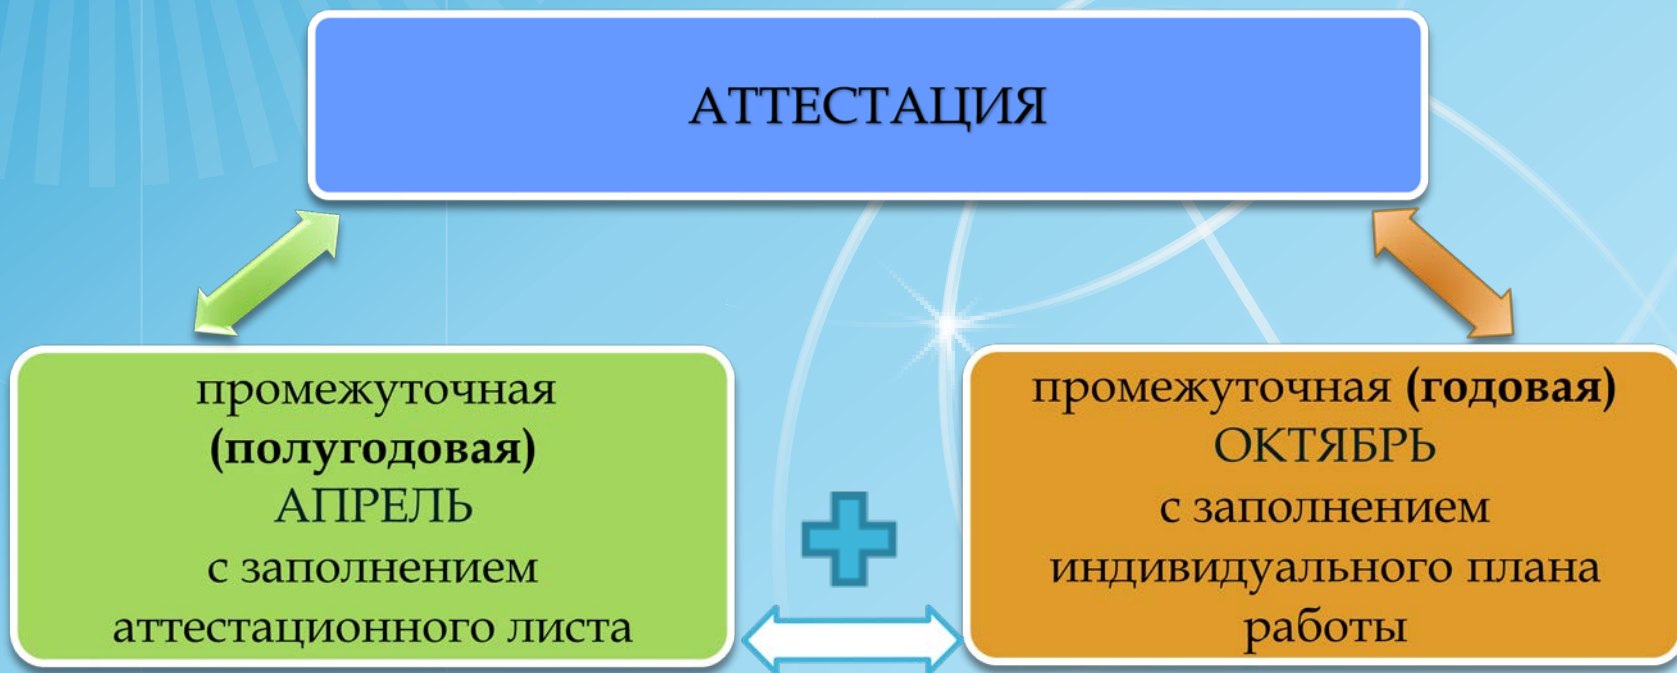 АТТЕСТАЦИЯ
промежуточная
(полугодовая)
АПРЕЛЬ
с заполнением
аттестационного листа
промежуточная (годовая)
ОКТЯБРЬ
с заполнением
индивидуального плана
работы